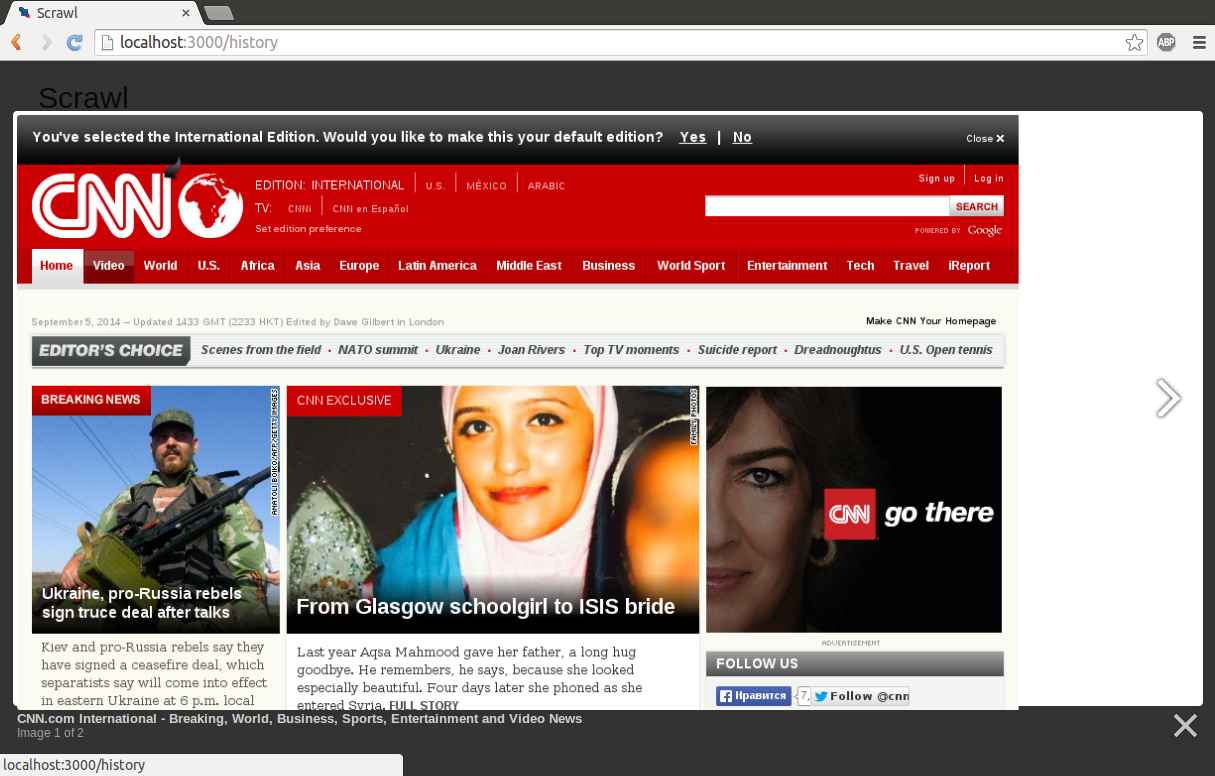 Scrawl
localhost:3000/history
ABP
Scrawl
You've selected the International Edition. Would you like to make this your default edition? Yes | No
Close ×
CNN
EDITION: INTERNATIONAL U.S. MÉXICO ARABIC
TV: CNNi CNN en Español
Set edition preference
Sign up Log in
SEARCH
POWERED BY Google
Home Video World U.S. Africa Asia Europe Latin America Middle East Business World Sport Entertainment Tech Travel iReport
September 5, 2014 -- Updated 1433 GMT (2233 HKT) Edited by Dave Gilbert in London
Make CNN Your Homepage
EDITOR'S CHOICE Scenes from the field • NATO summit • Ukraine • Joan Rivers • Top TV moments • Suicide report • Dreadnoughtus • U.S. Open tennis
BREAKING NEWS
ANATOLI BOIKO/AFP/GETTY IMAGES
Ukraine, pro-Russia rebels
sign truce deal after talks
Kiev and pro-Russia rebels say they
have signed a ceasefire deal, which
separatists say will come into effect
in eastern Ukraine at 6 p.m. local
CNN EXCLUSIVE
FAMILY PHOTOS
From Glasgow schoolgirl to ISIS bride
Last year Aqsa Mahmood gave her father, a long hug
goodbye. He remembers, he says, because she looked
especially beautiful. Four days later she phoned as she
entered Syria. FULL STORY
CNN go there
ADVERTISEMENT
FOLLOW US
Нравится 7 Follow @cnn
CNN.com International - Breaking, World, Business, Sports, Entertainment and Video News
Image 1 of 2
localhost:3000/history